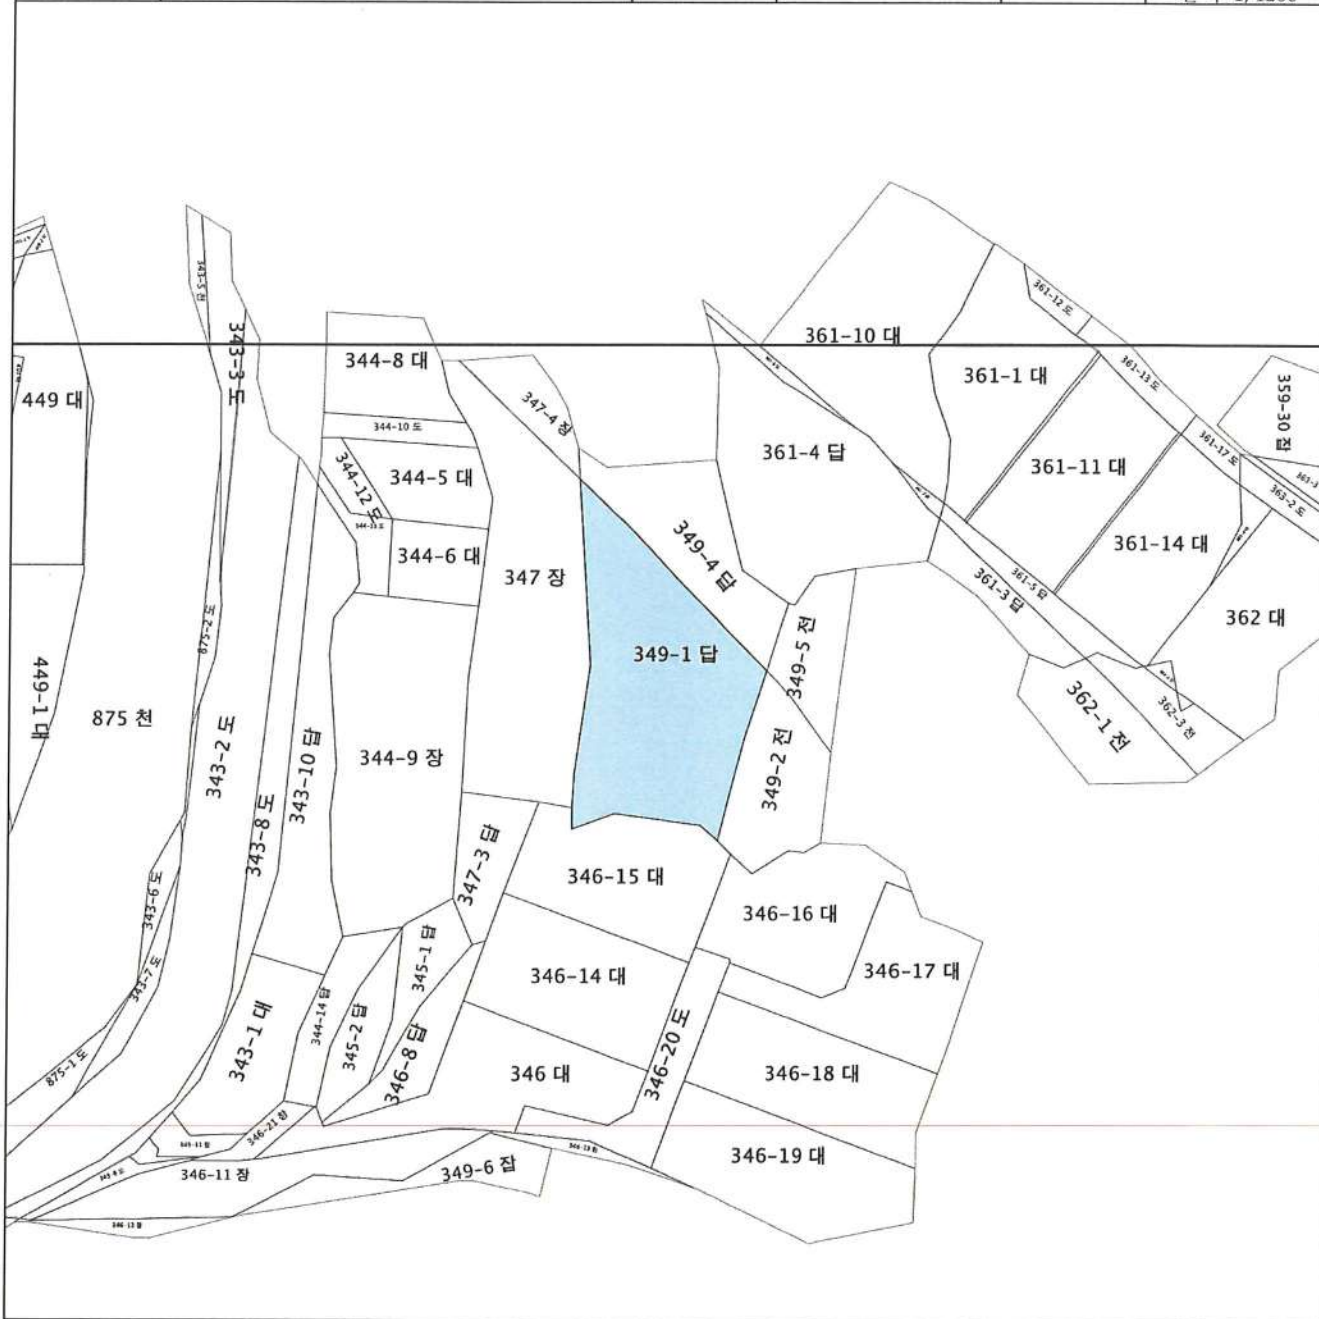 343-5 천
343-3 도
344-8 대
361-10 대
361-12 도
361-1 대
361-13 도
359-30 잡
449 대
347-4 장
344-10 도
361-4 답
361-11 대
361-17 도
363-2 도
344-12 도
344-5 대
344-6 대
347 장
349-4 답
361-14 대
361-3 답
361-5 답
362 대
875-2 도
349-1 답
349-5 전
449-1 대
875 천
343-2 도
343-10 답
344-9 장
349-2 전
362-1 전
362-3 전
343-8 도
347-3 답
346-15 대
343-6 도
346-16 대
345-1 답
346-14 대
346-17 대
343-7 도
343-1 대
344-14 답
345-2 답
346-8 답
346-20 도
875-1 도
346 대
346-18 대
346-21 장
346-11 장
349-6 잡
346-19 대